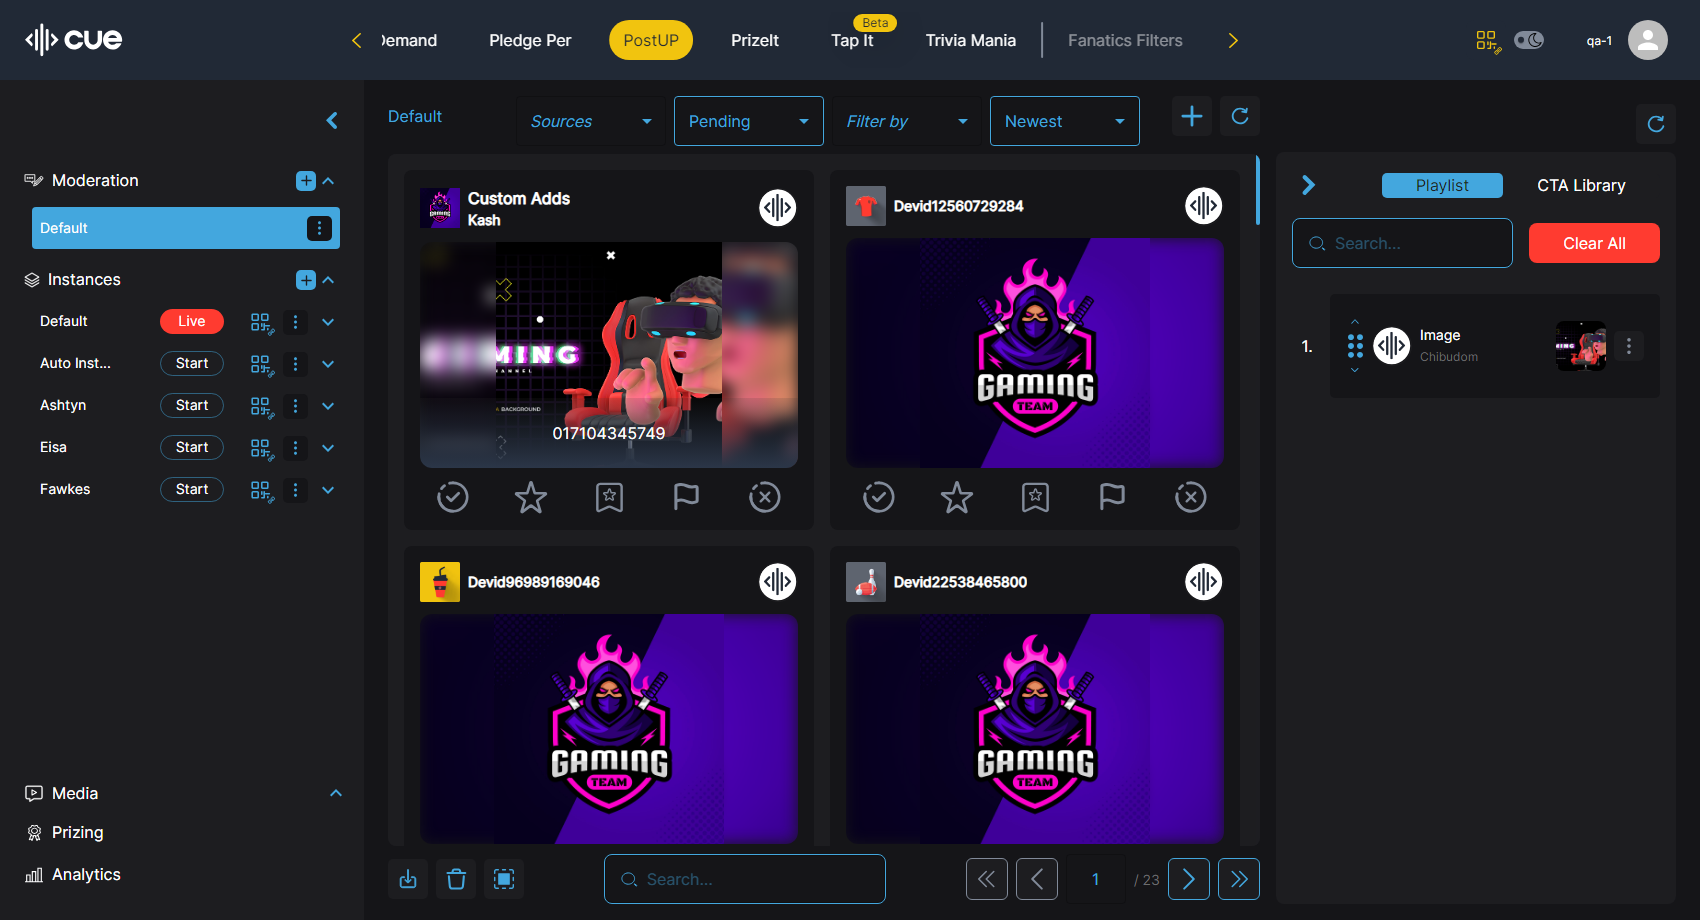 cue
Demand
Pledge Per
PostUP
PrizeIt
Beta
Tap It
Trivia Mania
Fanatics Filters
qa-1
Default
Sources
Pending
Filter by
Newest
Moderation
Default
Instances
Default
Live
Auto Inst...
Start
Ashtyn
Start
Eisa
Start
Fawkes
Start
Media
Prizing
Analytics
Custom Adds
Kash
MING
BACKGROUND
017104345749
Devid12560729284
GAMING
TEAM
Devid96989169046
GAMING
TEAM
Devid22538465800
GAMING
TEAM
Search...
1
/ 23
Playlist
CTA Library
Search...
Clear All
1.
Image
Chibudom